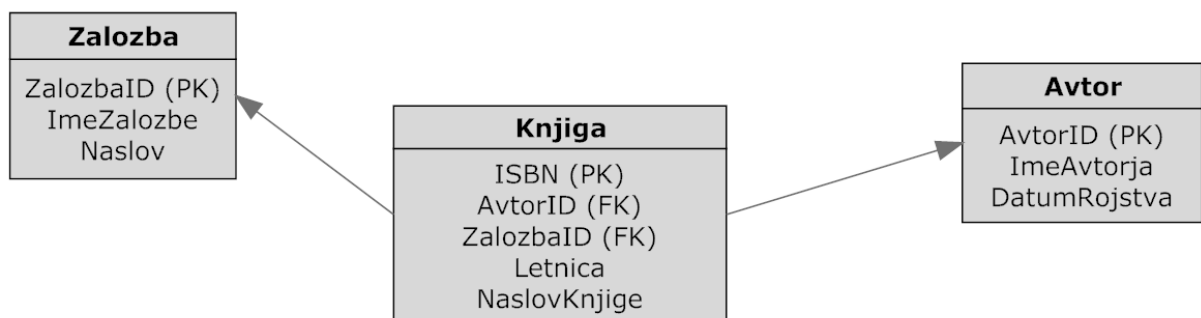 Zalozba
ZalozbaID (PK)
ImeZalozbe
Naslov
Knjiga
ISBN (PK)
AvtorID (FK)
ZalozbaID (FK)
Letnica
NaslovKnjige
Avtor
AvtorID (PK)
ImeAvtorja
DatumRojstva